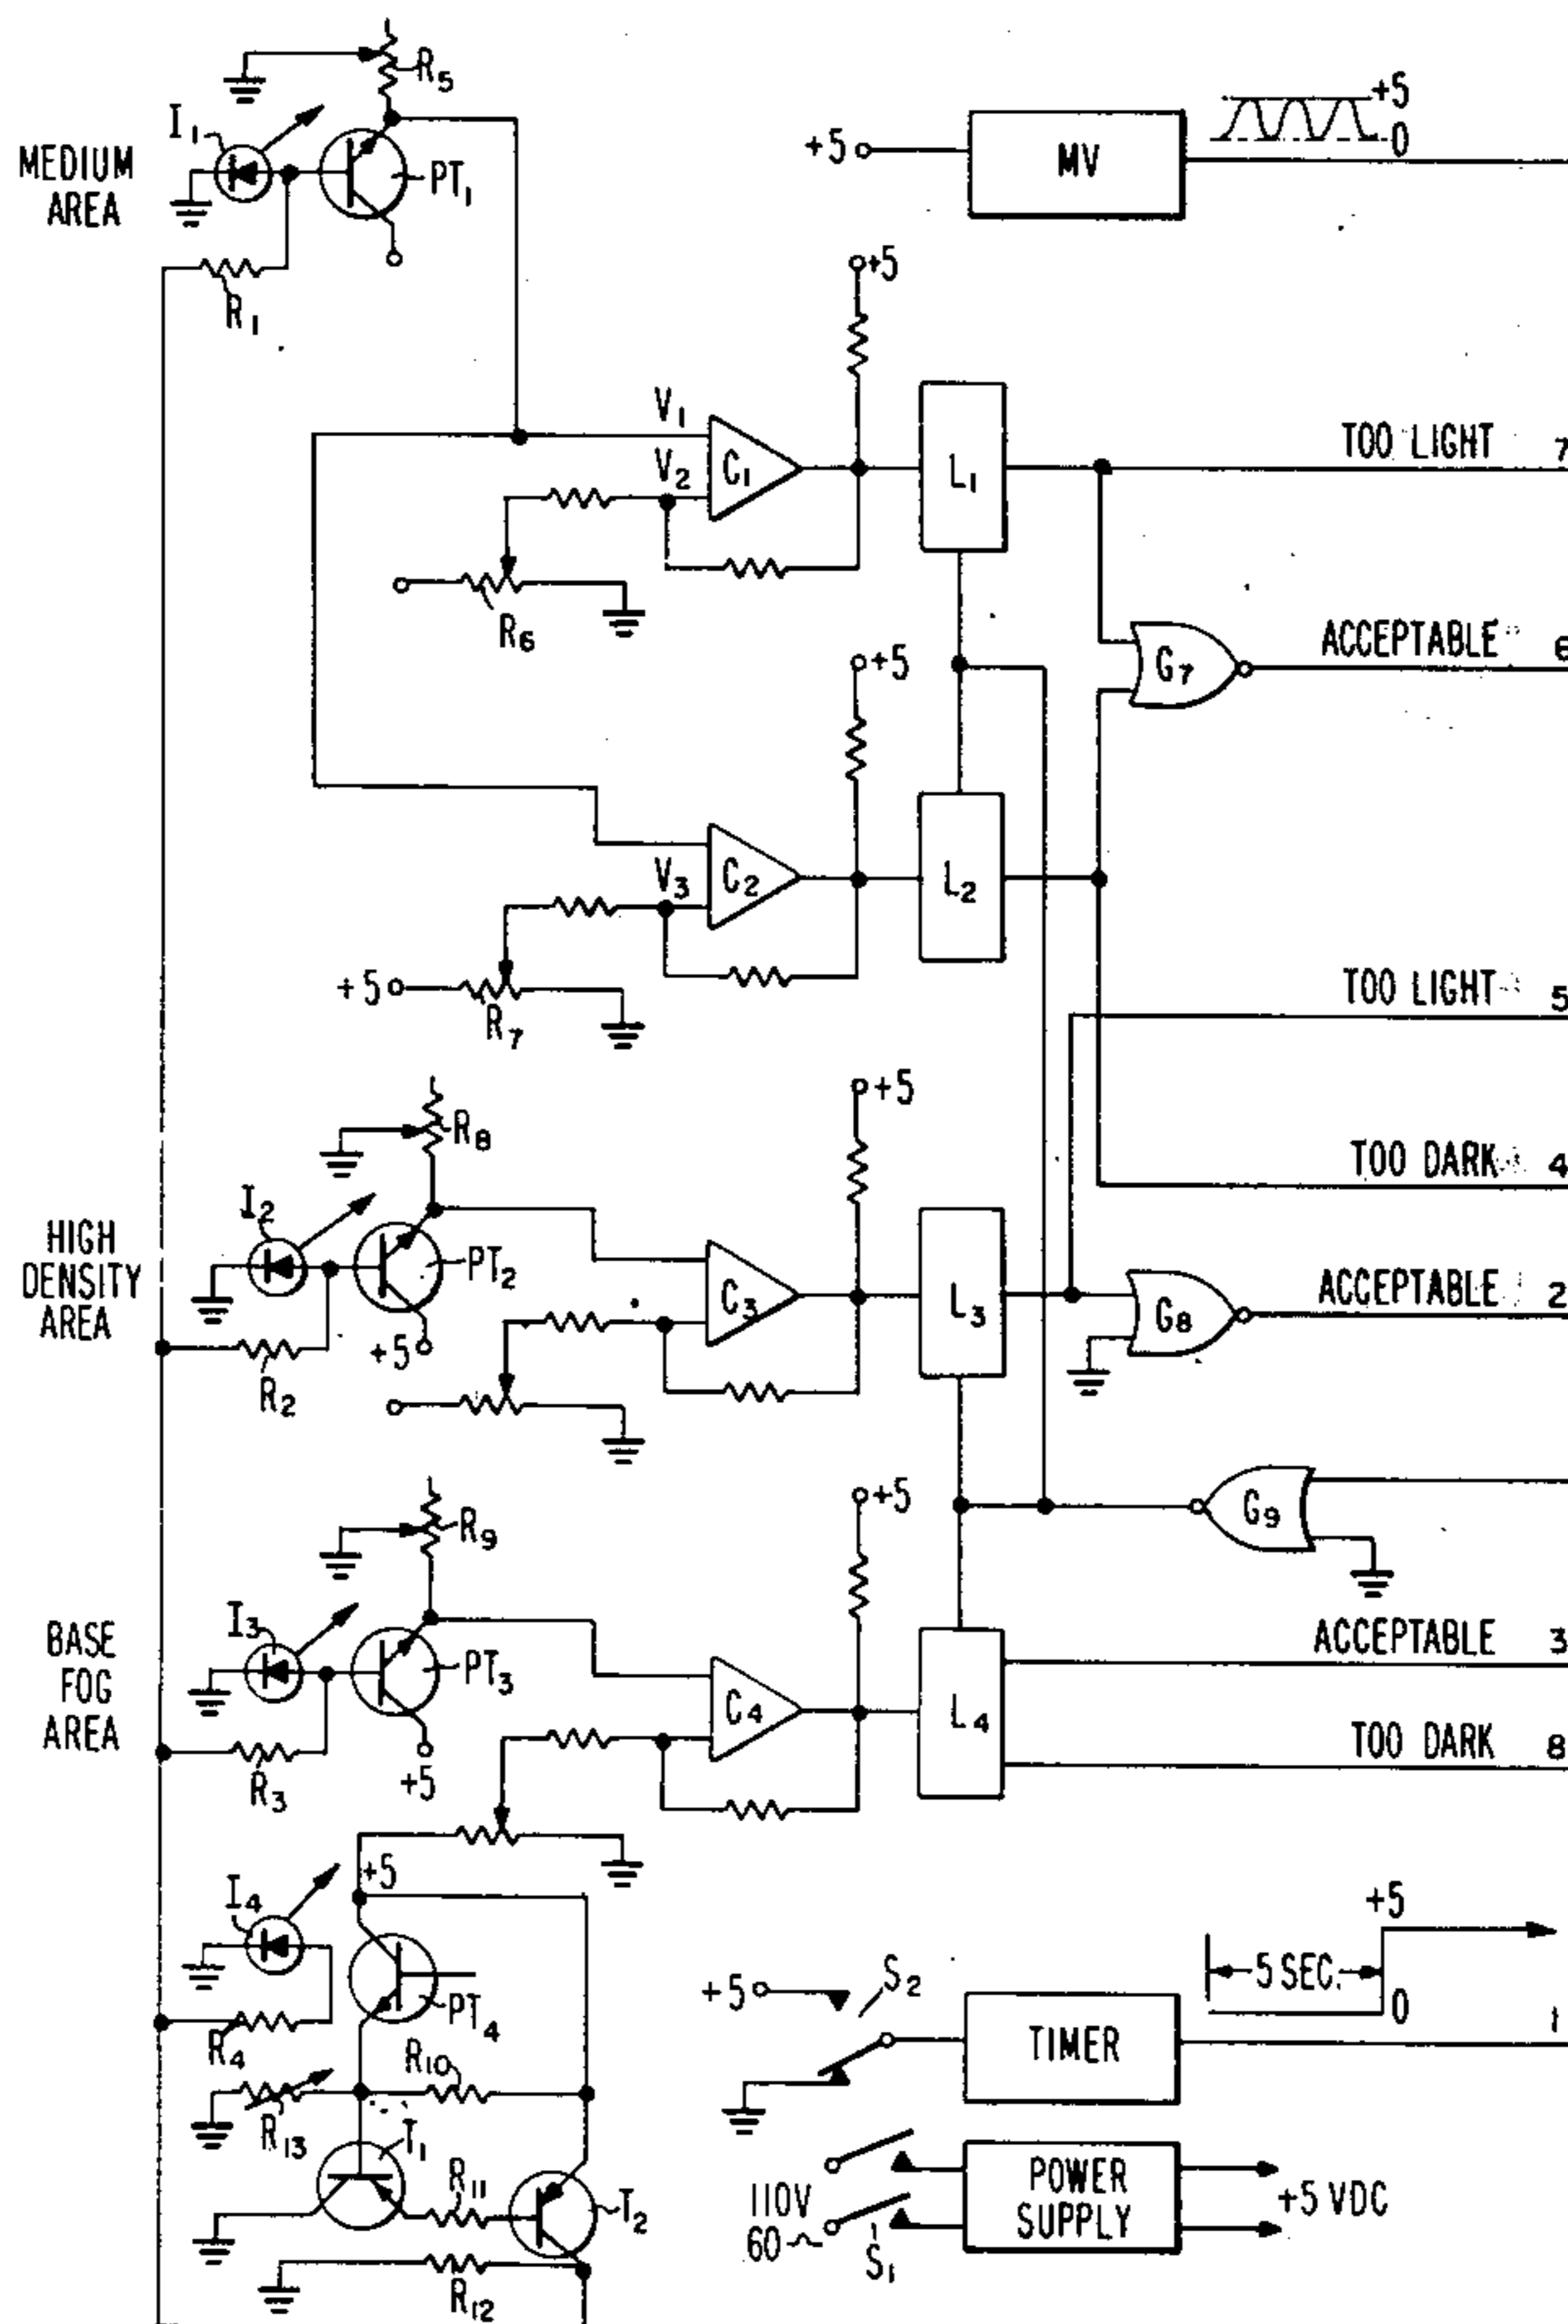 R5
I1
MEDIUM
AREA
PT1
R1
+5
MV
+5
0
+5
V1
V2
C1
L1
TOO LIGHT 7
R6
G7
ACCEPTABLE 6
+5
V3
C2
L2
+5
R7
TOO LIGHT 5
+5
R8
TOO DARK 4
I2
HIGH
DENSITY
AREA
PT2
C3
L3
G8
ACCEPTABLE 2
R2
+5
R9
+5
G9
I3
BASE
FOG
AREA
PT3
C4
L4
ACCEPTABLE 3
TOO DARK 8
R3
+5
+5
I4
PT4
R4
R10
R13
T1
R11
T2
R12
+5
S2
TIMER
5 SEC.
+5
0
1
110V
60~
S1
POWER
SUPPLY
+5 VDC